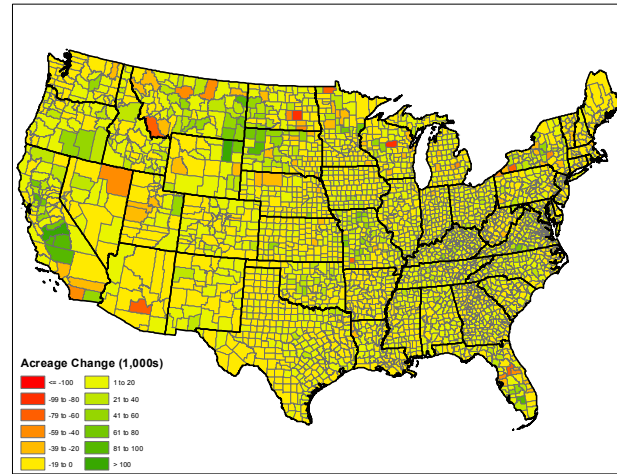 Acreage Change (1,000s)
<= -100
-99 to -80
-79 to -60
-59 to -40
-39 to -20
-19 to 0
1 to 20
21 to 40
41 to 60
61 to 80
81 to 100
> 100